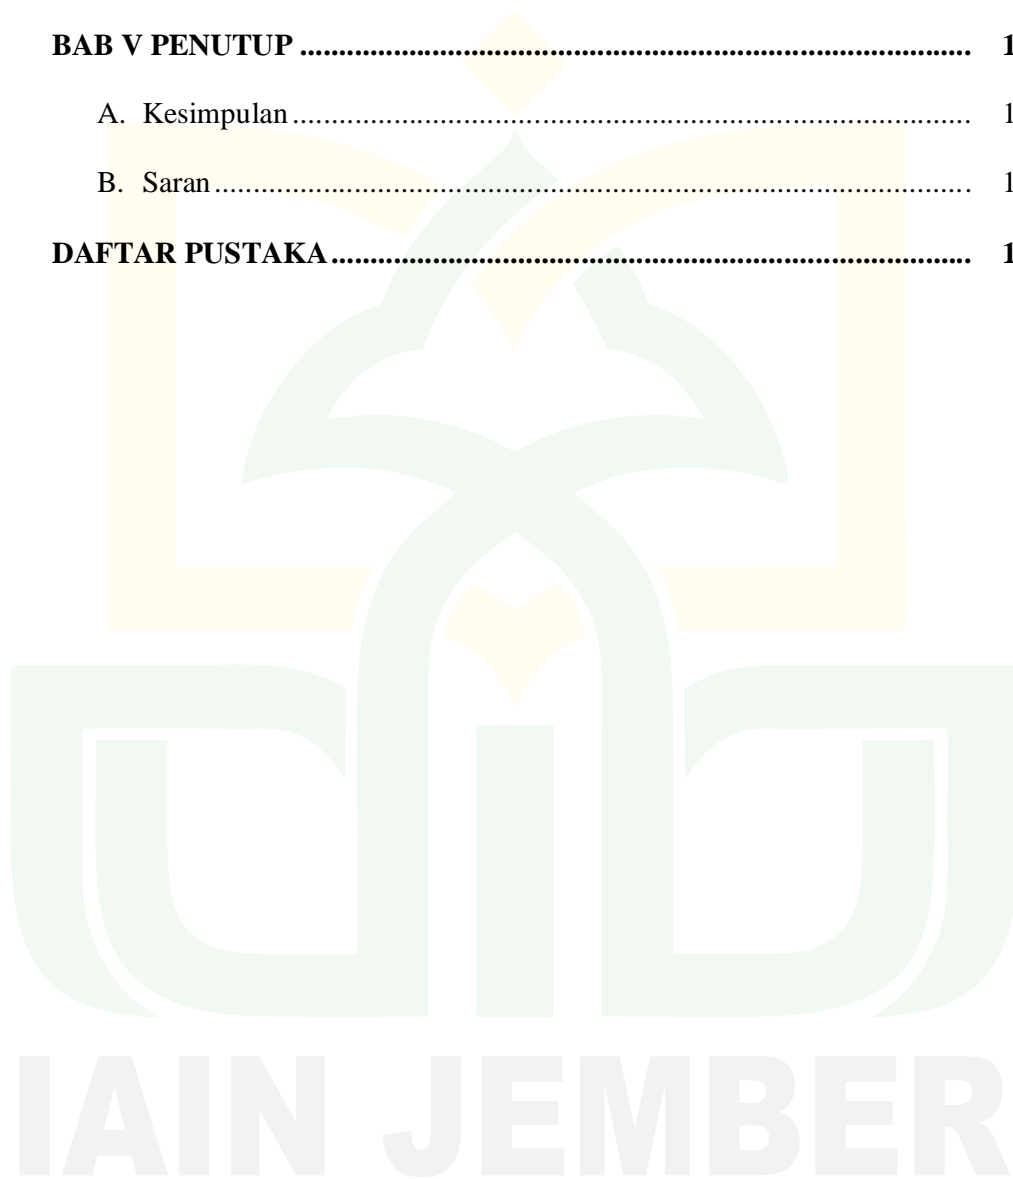 BAB V PENUTUP ........................................................................................ 1
A. Kesimpulan ........................................................................................ 1
B. Saran ................................................................................................. 1
DAFTAR PUSTAKA .................................................................................... 1
IAIN JEMBER